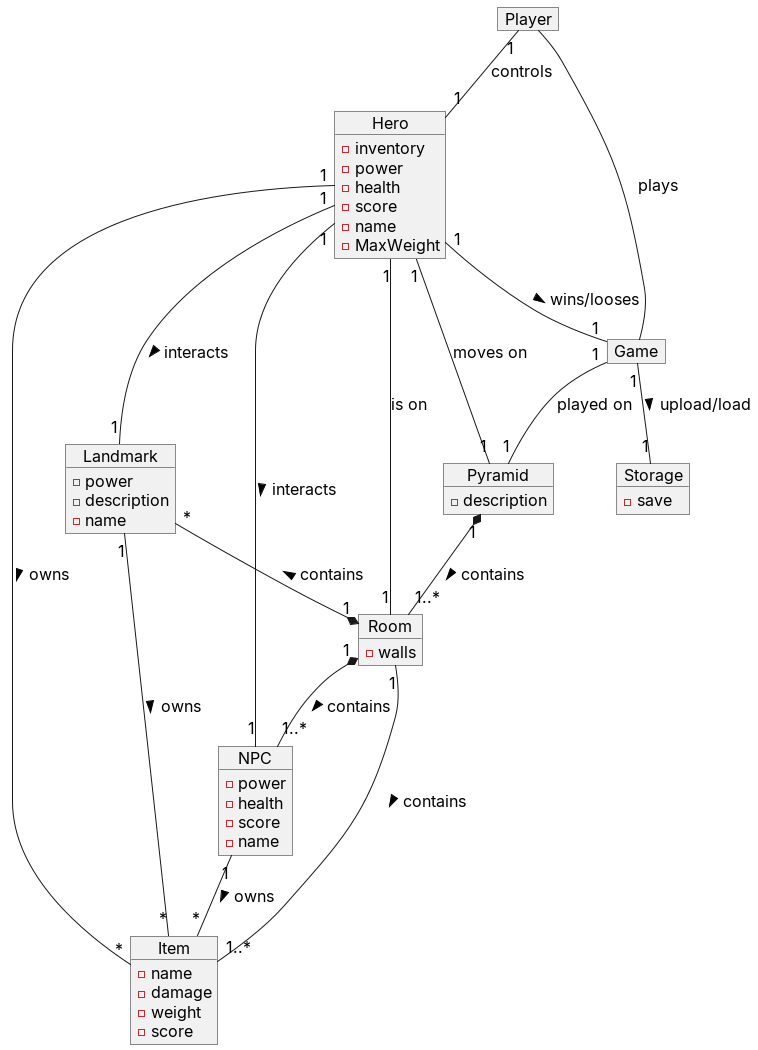 Player
1
controls
1
Hero
inventory
power
health
score
name
MaxWeight
1
1
1
plays
1
1
1
wins/looses
1
1
Game
interacts
moves on
is on
played on
1
upload/load
1
1
1
1
Landmark
power
description
name
Pyramid
description
Storage
save
interacts
*
1
1
owns
contains
contains
1
1
1..*
Room
walls
1
1
owns
contains
1
1..*
NPC
power
health
score
name
contains
1
owns
*
*
*
1..*
Item
name
damage
weight
score